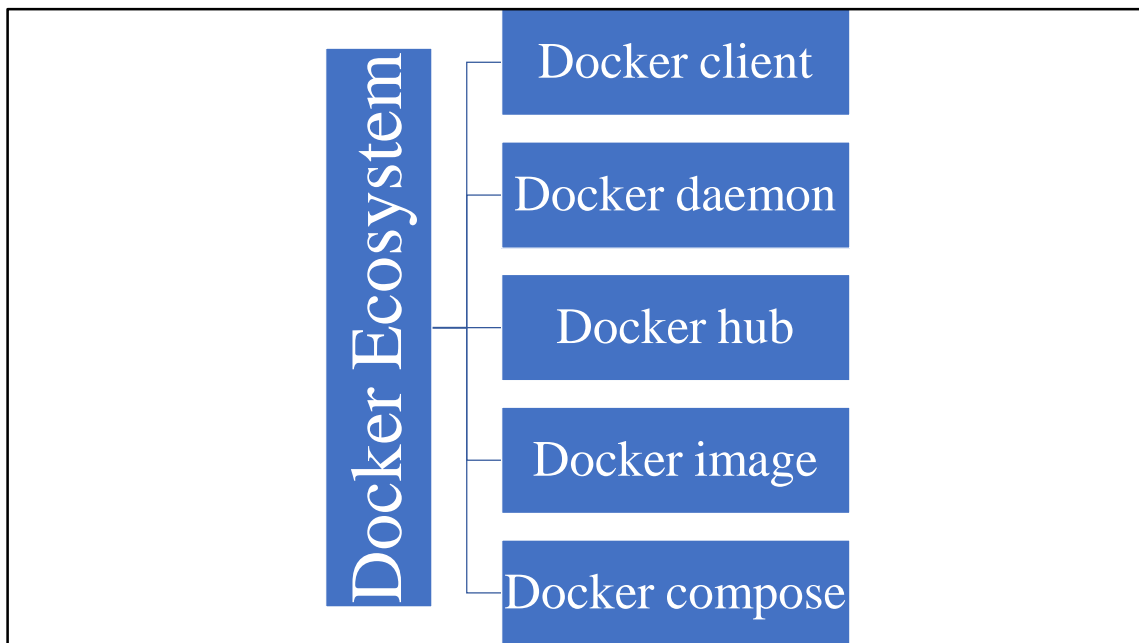 Docker Ecosystem
Docker client
Docker daemon
Docker hub
Docker image
Docker compose